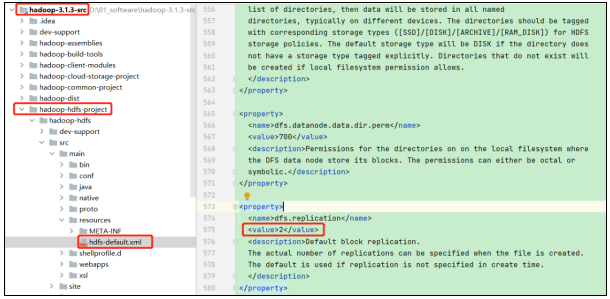 hadoop-3.1.3-src D:\01_software\hadoop-3.1.3-src
.idea
dev-support
hadoop-assemblies
hadoop-build-tools
hadoop-client-modules
hadoop-cloud-storage-project
hadoop-common-project
hadoop-dist
hadoop-hdfs-project
hadoop-hdfs
dev-support
src
main
bin
conf
java
native
proto
resources
META-INF
hdfs-default.xml
shellprofile.d
webapps
xsl
site
556 list of directories, then data will be stored in all named
557 directories, typically on different devices. The directories should be tagged
558 with corresponding storage types ([SSD]/[DISK]/[ARCHIVE]/[RAM_DISK]) for HDFS
559 storage policies. The default storage type will be DISK if the directory does
560 not have a storage type tagged explicitly. Directories that do not exist will
561 be created if local filesystem permission allows.
562 </description>
563 </property>
564
565 <property>
566 <name>dfs.datanode.data.dir.perm</name>
567 <value>700</value>
568 <description>Permissions for the directories on on the local filesystem where
569 the DFS data node store its blocks. The permissions can either be octal or
570 symbolic.</description>
571 </property>
572
573 <property>
574 <name>dfs.replication</name>
575 <value>2</value>
576 <description>Default block replication.
577 The actual number of replications can be specified when the file is created.
578 The default is used if replication is not specified in create time.
579 </description>
580 </property>